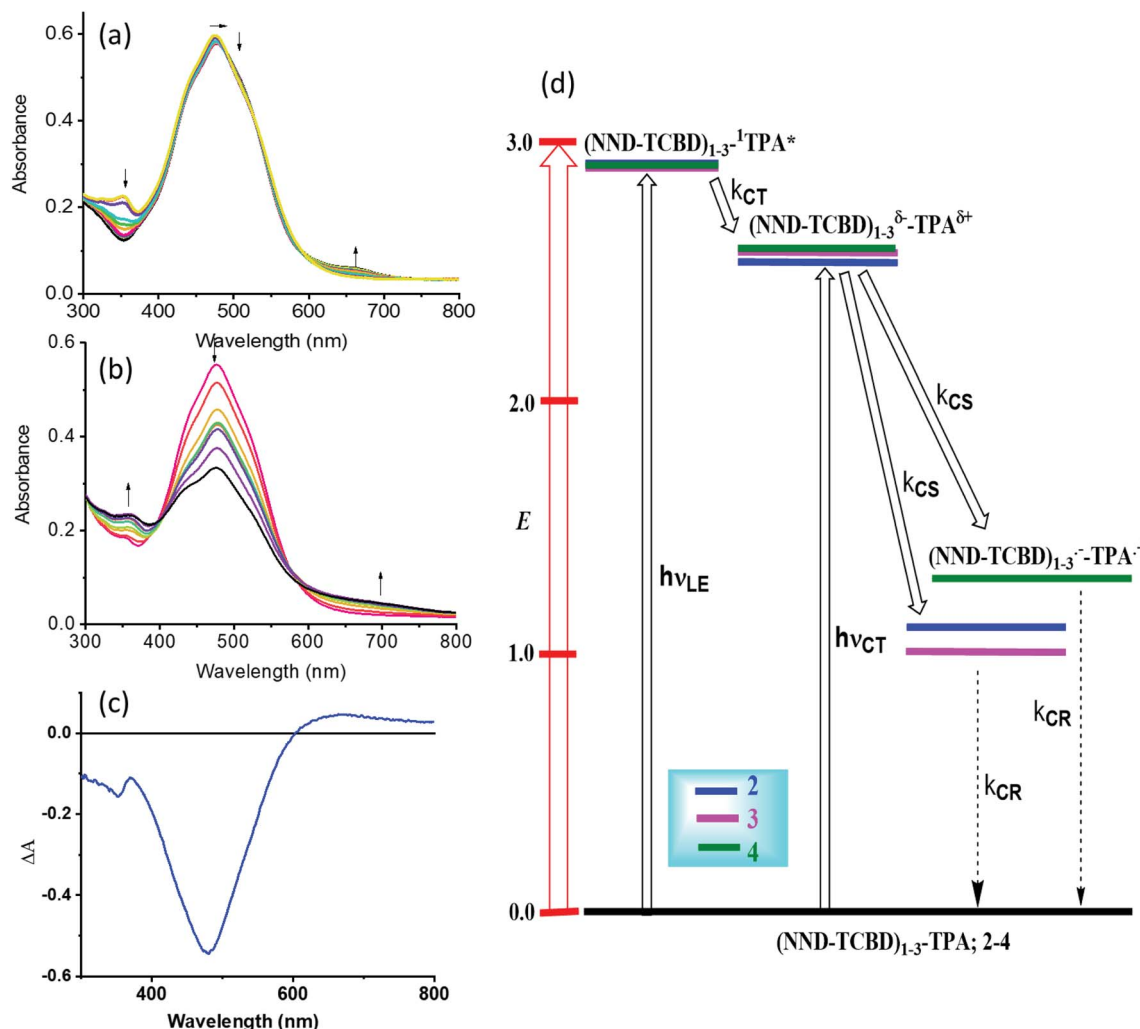 (a)
0.6
0.4
0.2
0.0
Absorbance
300 400 500 600 700 800
Wavelength (nm)
(b)
0.6
0.4
0.2
0.0
Absorbance
300 400 500 600 700 800
Wavelength (nm)
(c)
0.0
-0.2
-0.4
-0.6
ΔA
400 600 800
Wavelength (nm)
(d)
3.0
2.0
1.0
0.0
E
(NND-TCBD)1-3-1TPA*
kCT
(NND-TCBD)1-3δ--TPAδ+
kCS
kCS
(NND-TCBD)1-3.--TPA.
hνLE
hνCT
kCR
kCR
2
3
4
(NND-TCBD)1-3-TPA; 2-4